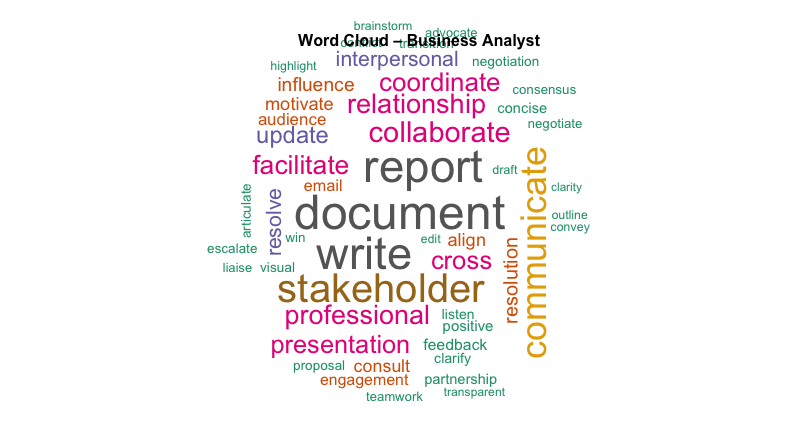 brainstorm
advocate
Word Cloud – Business Analyst
interpersonal
negotiation
highlight
influence
coordinate
consensus
motivate
relationship
concise
audience
negotiate
update
collaborate
facilitate
report
draft
email
clarity
articulate
resolve
document
communicate
outline
convey
win
edit
align
escalate
write
cross
resolution
liaise
visual
stakeholder
professional
listen
positive
presentation
feedback
clarify
proposal
consult
engagement
partnership
teamwork
transparent